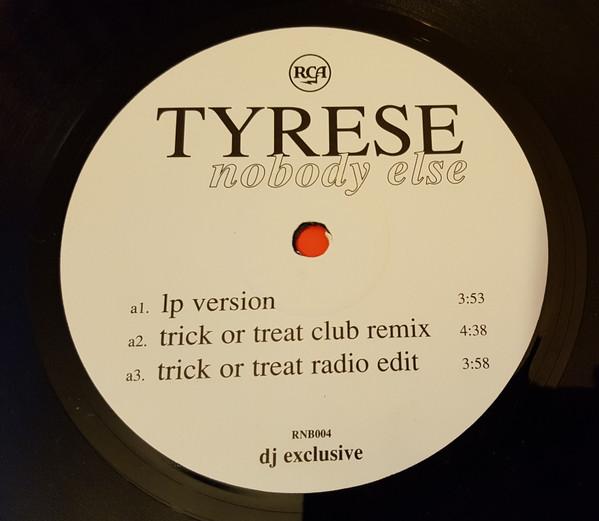 RCA
TYRESE
nobody else
a1. lp version 3:53
a2. trick or treat club remix 4:38
a3. trick or treat radio edit 3:58
RNB004
dj exclusive